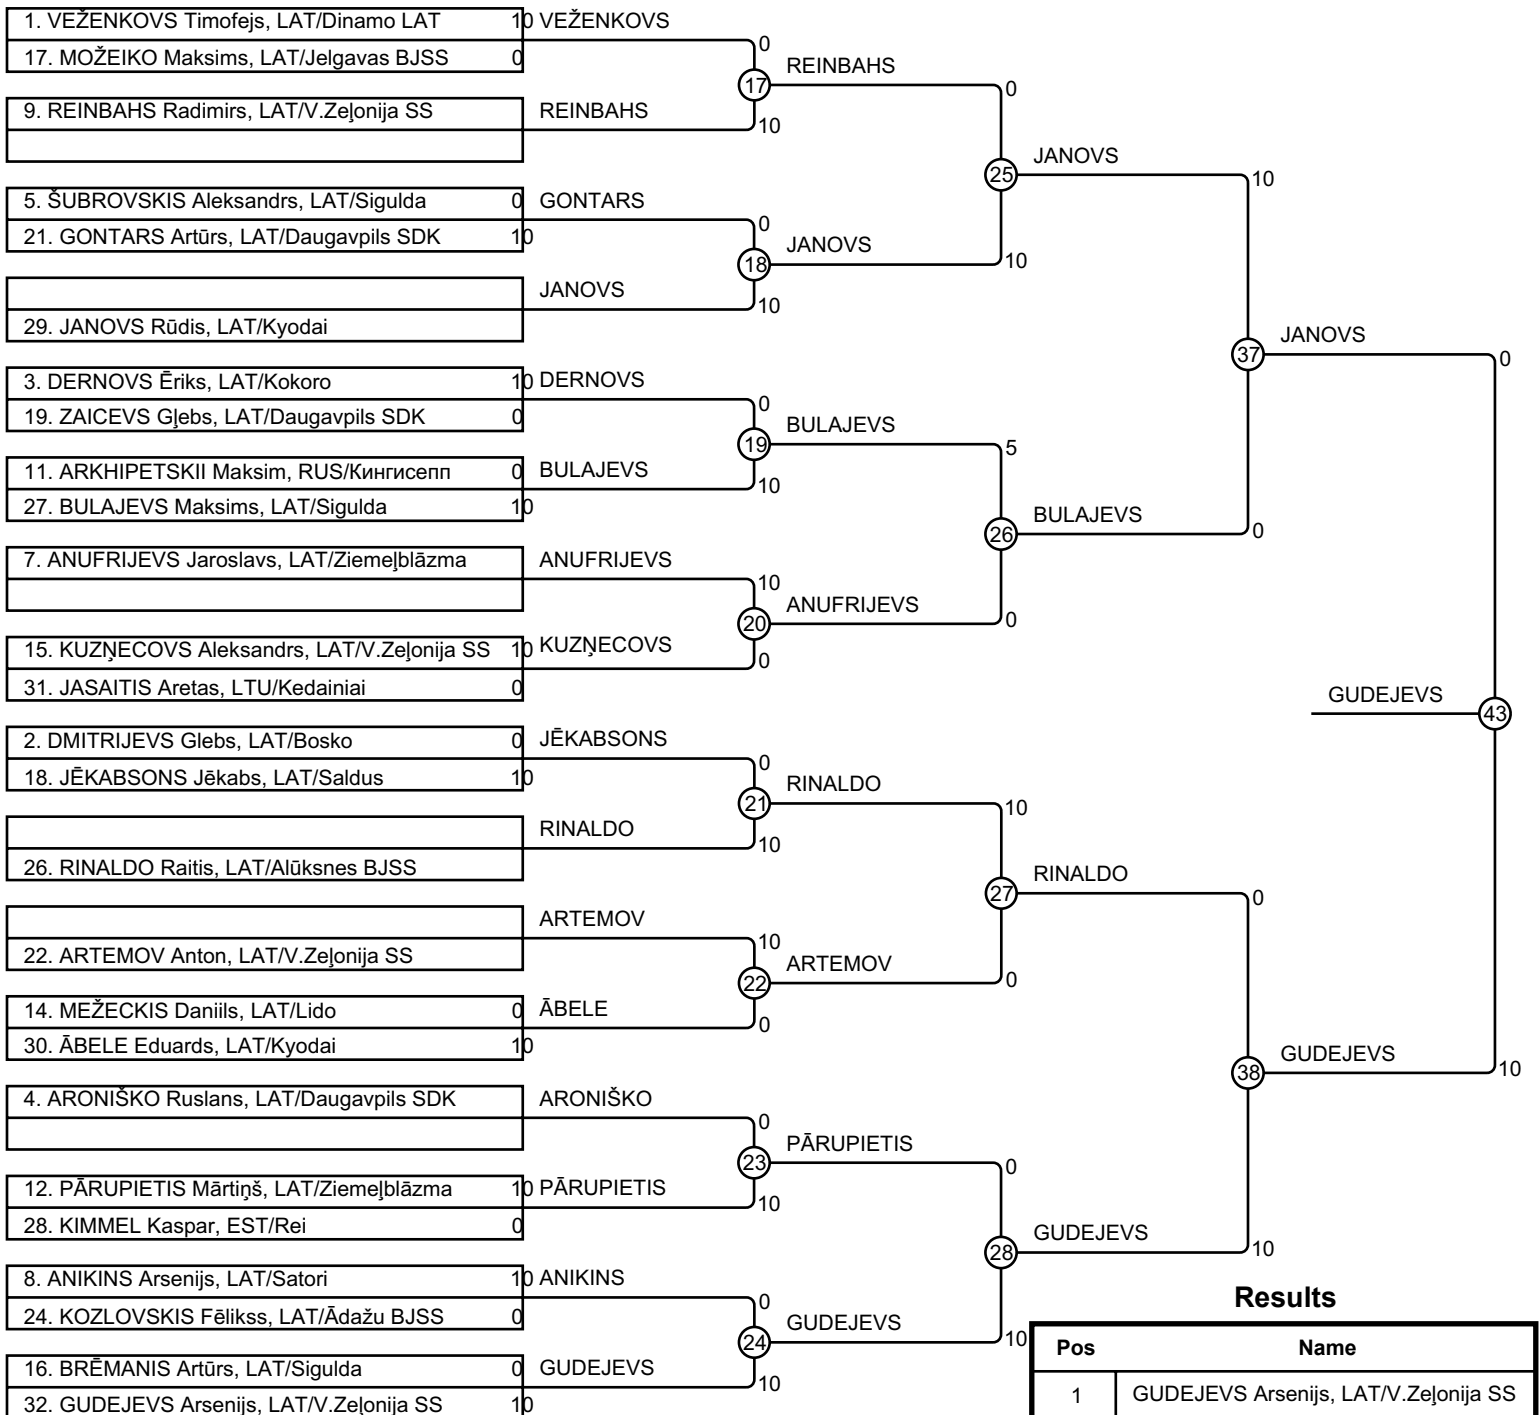 1. VEŽENKOVS Timofejs, LAT/Dinamo LAT 10 VEŽENKOVS
17. MOŽEIKO Maksims, LAT/Jelgavas BJSS 0
0
REINBAHS
17
9. REINBAHS Radimirs, LAT/V.Zeļonija SS REINBAHS
10
0
JANOVS
25
10
5. ŠUBROVSKIS Aleksandrs, LAT/Sigulda 0 GONTARS
21. GONTARS Artūrs, LAT/Daugavpils SDK 10
0
JANOVS
18
10
JANOVS
10
29. JANOVS Rūdis, LAT/Kyodai
JANOVS
37
0
3. DERNOVS Ēriks, LAT/Kokoro 10 DERNOVS
19. ZAICEVS Gļebs, LAT/Daugavpils SDK 0
0
BULAJEVS
19
5
11. ARKHIPETSKII Maksim, RUS/Кингисепп 0 BULAJEVS
10
27. BULAJEVS Maksims, LAT/Sigulda 10
BULAJEVS
26
0
7. ANUFRIJEVS Jaroslavs, LAT/Ziemeļblāzma ANUFRIJEVS
10
ANUFRIJEVS
20
0
15. KUZŅECOVS Aleksandrs, LAT/V.Zeļonija SS 10 KUZŅECOVS
0
31. JASAITIS Aretas, LTU/Kedainiai 0
GUDEJEVS
43
2. DMITRIJEVS Glebs, LAT/Bosko 0 JĒKABSONS
18. JĒKABSONS Jēkabs, LAT/Saldus 10
0
RINALDO
21
10
RINALDO
10
26. RINALDO Raitis, LAT/Alūksnes BJSS
RINALDO
27
0
ARTEMOV
22. ARTEMOV Anton, LAT/V.Zeļonija SS
10
ARTEMOV
22
0
14. MEŽECKIS Daniils, LAT/Lido 0 ĀBELE
0
30. ĀBELE Eduards, LAT/Kyodai 10
GUDEJEVS
38
10
4. ARONIŠKO Ruslans, LAT/Daugavpils SDK ARONIŠKO
0
PĀRUPIETIS
23
0
12. PĀRUPIETIS Mārtiņš, LAT/Ziemeļblāzma 10 PĀRUPIETIS
10
28. KIMMEL Kaspar, EST/Rei 0
GUDEJEVS
28
10
8. ANIKINS Arsenijs, LAT/Satori 10 ANIKINS
24. KOZLOVSKIS Fēlikss, LAT/Ādažu BJSS 0
0
GUDEJEVS
24
10
16. BRĒMANIS Artūrs, LAT/Sigulda 0 GUDEJEVS
10
32. GUDEJEVS Arsenijs, LAT/V.Zeļonija SS 10
Results
Pos Name
1 GUDEJEVS Arsenijs, LAT/V.Zeļonija SS